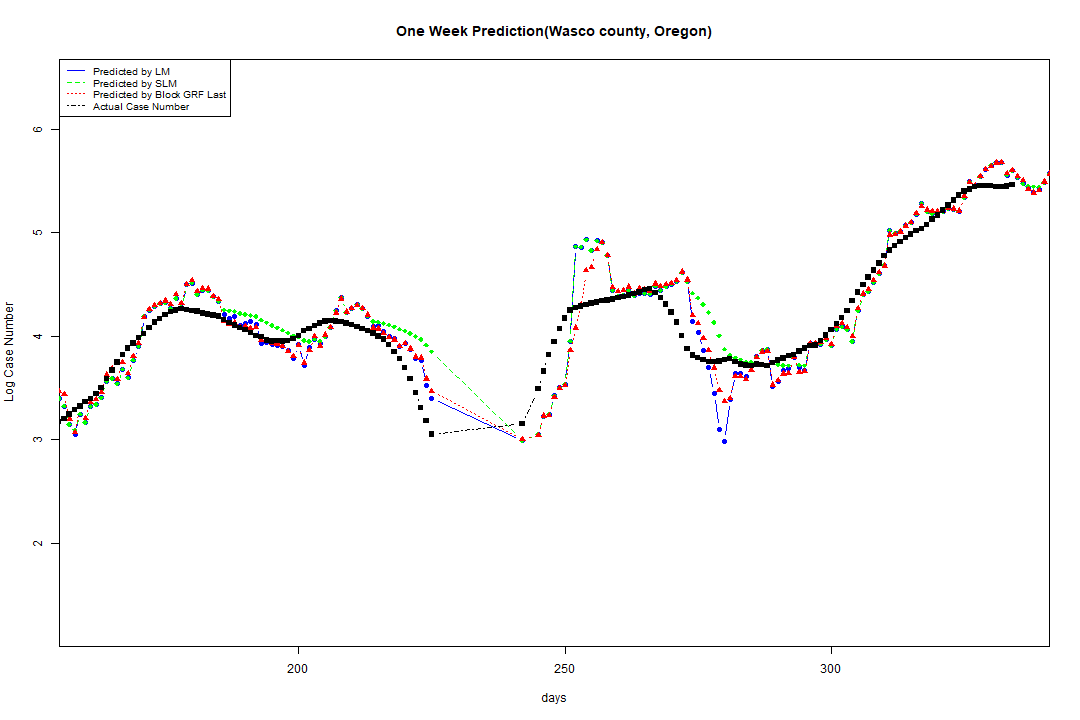 One Week Prediction(Wasco county, Oregon)
Predicted by LM
Predicted by SLM
Predicted by Block GRF Last
Actual Case Number
6
5
4
3
2
Log Case Number
200
250
300
days